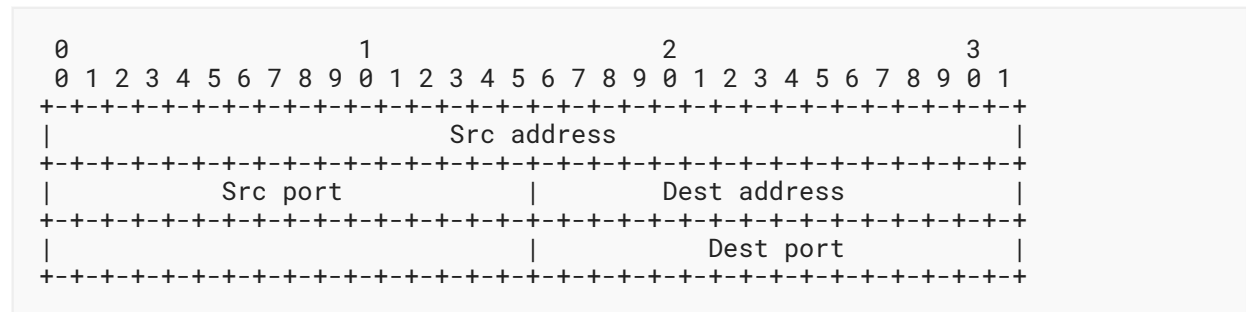 0                   1                   2                   3
 0 1 2 3 4 5 6 7 8 9 0 1 2 3 4 5 6 7 8 9 0 1 2 3 4 5 6 7 8 9 0 1
+-+-+-+-+-+-+-+-+-+-+-+-+-+-+-+-+-+-+-+-+-+-+-+-+-+-+-+-+-+-+-+-+
|                          Src address                          |
+-+-+-+-+-+-+-+-+-+-+-+-+-+-+-+-+-+-+-+-+-+-+-+-+-+-+-+-+-+-+-+-+
|           Src port            |        Dest address           |
+-+-+-+-+-+-+-+-+-+-+-+-+-+-+-+-+-+-+-+-+-+-+-+-+-+-+-+-+-+-+-+-+
|                               |           Dest port           |
+-+-+-+-+-+-+-+-+-+-+-+-+-+-+-+-+-+-+-+-+-+-+-+-+-+-+-+-+-+-+-+-+